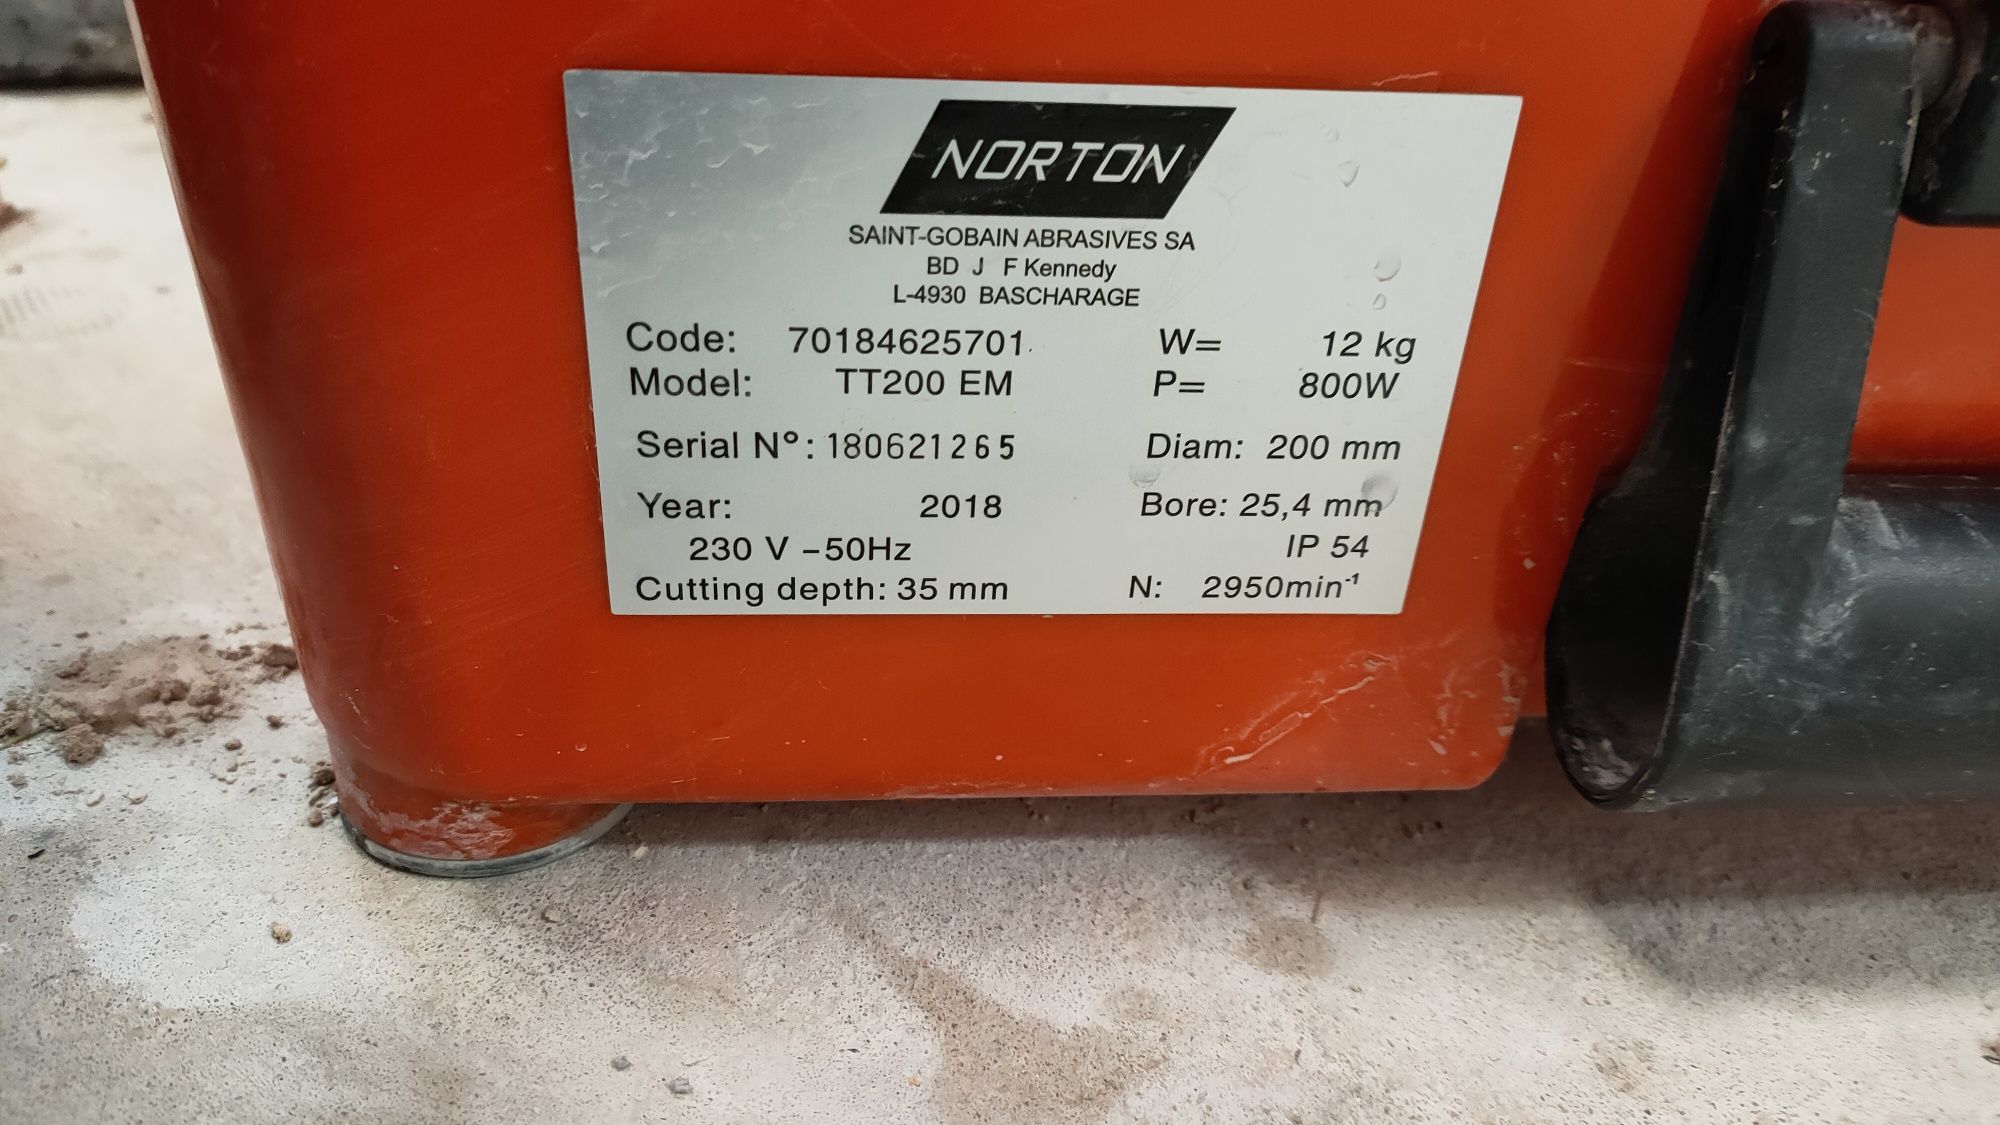 NORTON
SAINT-GOBAIN ABRASIVES SA
BD J F Kennedy
L-4930 BASCHARAGE
Code: 70184625701 W= 12 kg
Model: TT200 EM P= 800W
Serial N°: 180621265 Diam: 200 mm
Year: 2018 Bore: 25,4 mm
230 V -50Hz IP 54
Cutting depth: 35 mm N: 2950min⁻¹